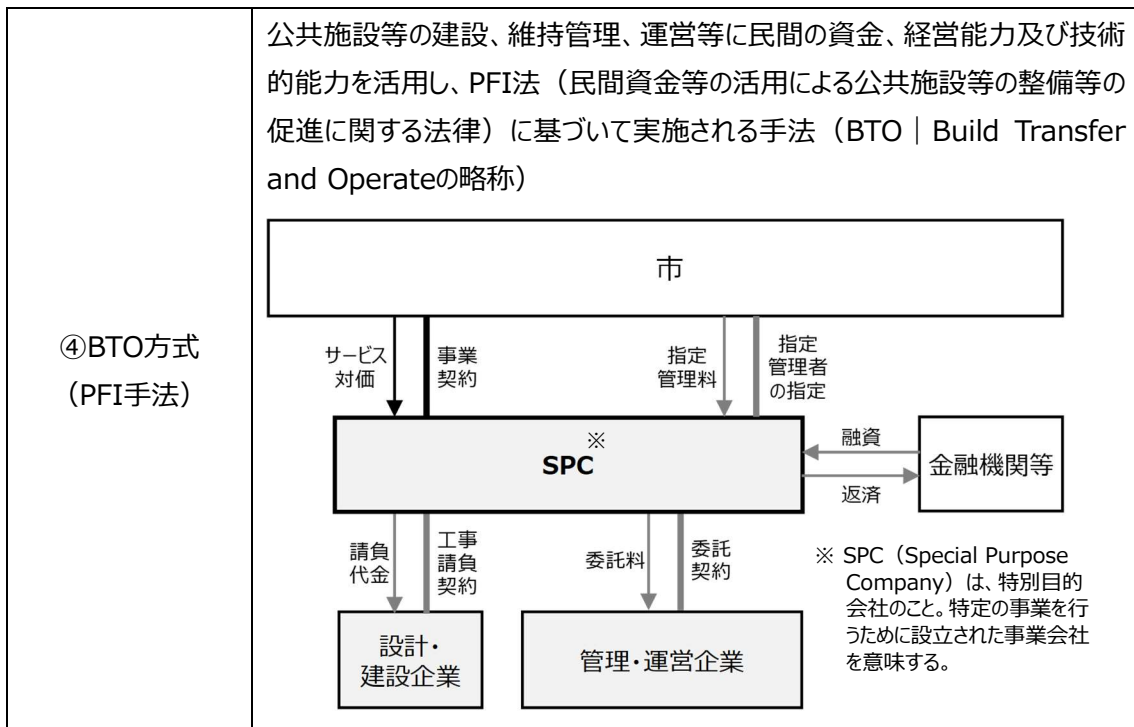 ④BTO方式
（PFI手法）
公共施設等の建設、維持管理、運営等に民間の資金、経営能力及び技術
的能力を活用し、PFI法（民間資金等の活用による公共施設等の整備等の
促進に関する法律）に基づいて実施される手法（BTO｜Build Transfer
and Operateの略称）
市
サービス
対価
事業
契約
指定
管理料
指定
管理者
の指定
※
SPC
融資
返済
金融機関等
請負
代金
工事
請負
契約
委託料
委託
契約
設計・
建設企業
管理・運営企業
※ SPC（Special Purpose
Company）は、特別目的
会社のこと。特定の事業を行
うために設立された事業会社
を意味する。